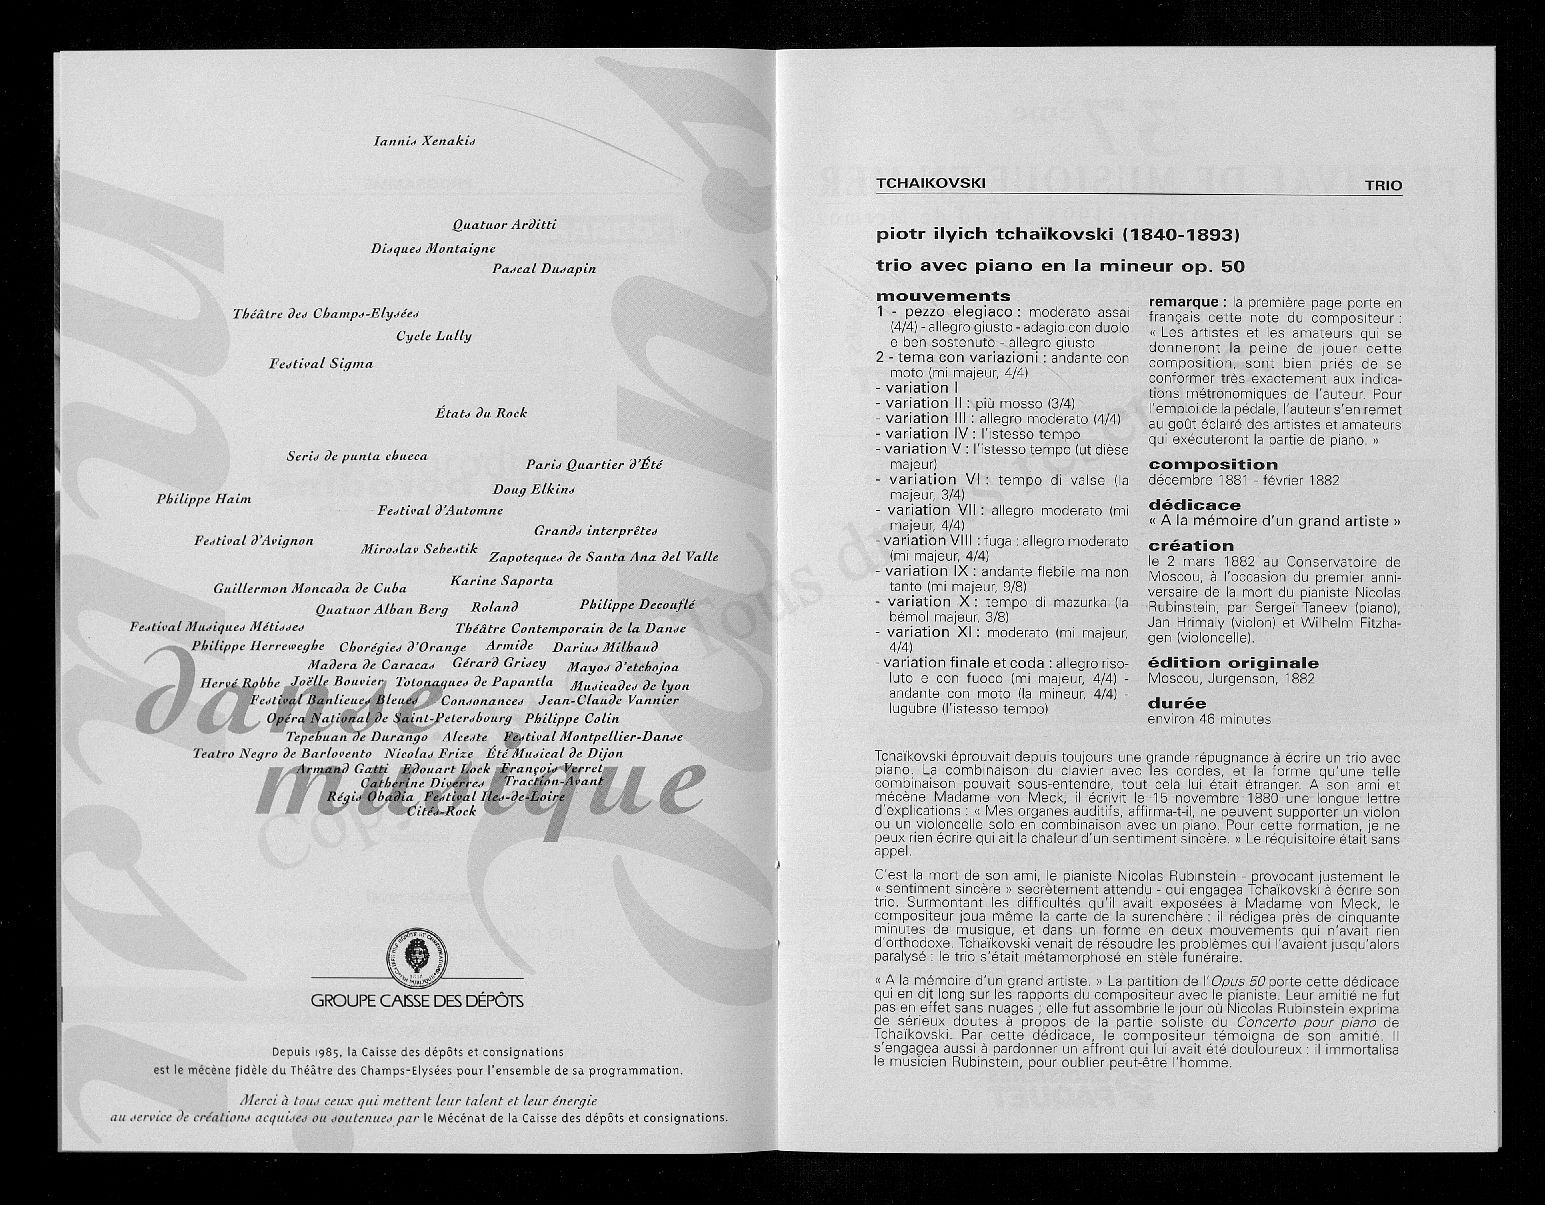 Iannis Xenakis
Quatuor Arditti
Disques Montaigne
Pascal Dusapin
Théâtre des Champs-Elysées
Cycle Lully
Festival Sigma
États du Rock
Seris de punta chueca
Paris Quartier d'Été
Doug Elkins
Philippe Haim
Festival d'Automne
Grands interprêtes
Festival d'Avignon
Miroslav Sebestik
Zapoteques de Santa Ana del Valle
Karine Saporta
Guillermon Moncada de Cuba
Quatuor Alban Berg Roland Philippe Decouflé
Festival Musiques Métisses Théâtre Contemporain de la Danse
Philippe Herreweghe Chorégies d'Orange Armide Darius Milhaud
Madera de Caracas Gérard Grisey Mayos d'etchojoa
Hervé Robbe Joëlle Bouvier Totonaques de Papantla Musicades de lyon
Festival Banlieues Bleues Consonances Jean-Claude Vannier
danse
Opéra National de Saint-Petersbourg Philippe Colin
Tepehuan de Durango Alceste Festival Montpellier-Danse
Teatro Negro de Barlovento Nicolas Frize Été Musical de Dijon
Armand Gatti Edouart Lock François Verret
musique
Catherine Diverrès Traction-Avant
Régis Obadia Festival Iles-de-Loire
Cités-Rock
GROUPE CAISSE DES DÉPÔTS
Depuis 1985, la Caisse des dépôts et consignations
est le mécène fidèle du Théâtre des Champs-Elysées pour l'ensemble de sa programmation.
Merci à tous ceux qui mettent leur talent et leur énergie
au service de créations acquises ou soutenues par le Mécénat de la Caisse des dépôts et consignations.
TCHAIKOVSKI TRIO
piotr ilyich tchaïkovski (1840-1893)
trio avec piano en la mineur op. 50
mouvements
1 - pezzo elegiaco : moderato assai
(4/4) - allegro giusto - adagio con duolo
e ben sostenuto - allegro giusto
2 - tema con variazioni : andante con
moto (mi majeur, 4/4)
- variation I
- variation II : più mosso (3/4)
- variation III : allegro moderato (4/4)
- variation IV : l'istesso tempo
- variation V : l'istesso tempo (ut dièse
majeur)
- variation VI : tempo di valse (la
majeur, 3/4)
- variation VII : allegro moderato (mi
majeur, 4/4)
- variation VIII : fuga : allegro moderato
(mi majeur, 4/4)
- variation IX : andante flebile ma non
tanto (mi majeur, 9/8)
- variation X : tempo di mazurka (la
bémol majeur, 3/8)
- variation XI : moderato (mi majeur,
4/4)
- variation finale et coda : allegro riso-
luto e con fuoco (mi majeur, 4/4) -
andante con moto (la mineur, 4/4) -
lugubre (l'istesso tempo)
remarque : la première page porte en
français cette note du compositeur :
« Les artistes et les amateurs qui se
donneront la peine de jouer cette
composition, sont bien priés de se
conformer très exactement aux indica-
tions métronomiques de l'auteur. Pour
l'emploi de la pédale, l'auteur s'en remet
au goût éclairé des artistes et amateurs
qui exécuteront la partie de piano. »
composition
décembre 1881 - février 1882
dédicace
« A la mémoire d'un grand artiste »
création
le 2 mars 1882 au Conservatoire de
Moscou, à l'occasion du premier anni-
versaire de la mort du pianiste Nicolas
Rubinstein, par Sergeï Taneev (piano),
Jan Hrimaly (violon) et Wilhelm Fitzha-
gen (violoncelle).
édition originale
Moscou, Jurgenson, 1882
durée
environ 46 minutes
Tchaïkovski éprouvait depuis toujours une grande répugnance à écrire un trio avec
piano. La combinaison du clavier avec les cordes, et la forme qu'une telle
combinaison pouvait sous-entendre, tout cela lui était étranger. A son ami et
mécène Madame von Meck, il écrivit le 15 novembre 1880 une longue lettre
d'explications : « Mes organes auditifs, affirma-t-il, ne peuvent supporter un violon
ou un violoncelle solo en combinaison avec un piano. Pour cette formation, je ne
peux rien écrire qui ait la chaleur d'un sentiment sincère. » Le réquisitoire était sans
appel.
C'est la mort de son ami, le pianiste Nicolas Rubinstein - provocant justement le
« sentiment sincère » secrètement attendu - qui engagea Tchaïkovski à écrire son
trio. Surmontant les difficultés qu'il avait exposées à Madame von Meck, le
compositeur joua même la carte de la surenchère : il rédigea près de cinquante
minutes de musique, et dans un forme en deux mouvements qui n'avait rien
d'orthodoxe. Tchaïkovski venait de résoudre les problèmes qui l'avaient jusqu'alors
paralysé : le trio s'était métamorphosé en stèle funéraire.
« A la mémoire d'un grand artiste. » La partition de l'Opus 50 porte cette dédicace
qui en dit long sur les rapports du compositeur avec le pianiste. Leur amitié ne fut
pas en effet sans nuages ; elle fut assombrie le jour où Nicolas Rubinstein exprima
de sérieux doutes à propos de la partie soliste du Concerto pour piano de
Tchaïkovski. Par cette dédicace, le compositeur témoigna de son amitié. Il
s'engagea aussi à pardonner un affront qui lui avait été douloureux : il immortalisa
le musicien Rubinstein, pour oublier peut-être l'homme.